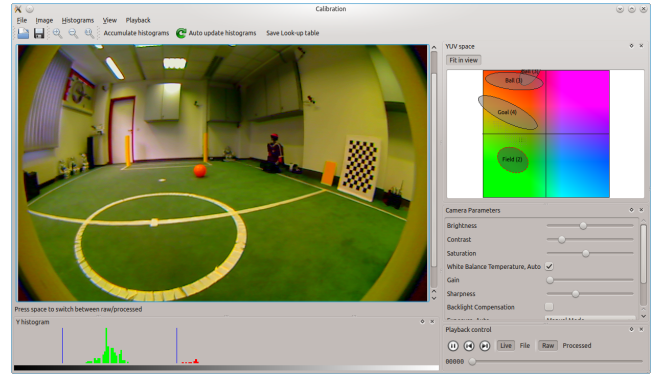 Calibration
File Image Histograms View Playback
Accumulate histograms Auto update histograms Save Look-up table
YUV space
Fit in view
Ball (3)
Goal (4)
Field (2)
Camera Parameters
Brightness
Contrast
Saturation
White Balance Temperature, Auto
Gain
Sharpness
Backlight Compensation
Press space to switch between raw/processed
Y histogram
Playback control
Live File Raw Processed
00000